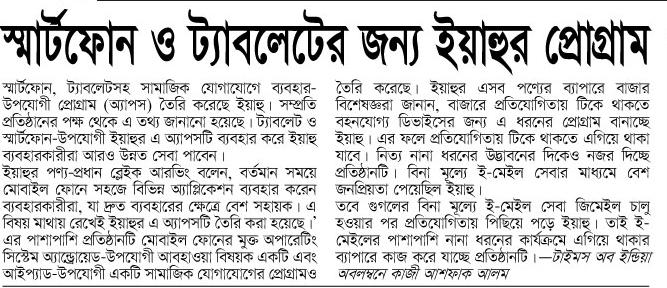 স্মার্টফোন ও ট্যাবলেটের জন্য ইয়াহুর প্রোগ্রাম
স্মার্টফোন, ট্যাবলেটসহ সামাজিক যোগাযোগে ব্যবহার-
উপযোগী প্রোগ্রাম (অ্যাপস) তৈরি করেছে ইয়াহু। সম্প্রতি
প্রতিষ্ঠানের পক্ষ থেকে এ তথ্য জানানো হয়েছে। ট্যাবলেট ও
স্মার্টফোন-উপযোগী ইয়াহুর এ অ্যাপসটি ব্যবহার করে ইয়াহু
ব্যবহারকারীরা আরও উন্নত সেবা পাবেন।
ইয়াহুর পণ্য-প্রধান ব্লেইক আরভিং বলেন, বর্তমান সময়ে
মোবাইল ফোনে সহজে বিভিন্ন অ্যাপ্লিকেশন ব্যবহার করেন
ব্যবহারকারীরা, যা দ্রুত ব্যবহারের ক্ষেত্রে বেশ সহায়ক। এ
বিষয় মাথায় রেখেই ইয়াহুর এ অ্যাপসটি তৈরি করা হয়েছে।’
এর পাশাপাশি প্রতিষ্ঠানটি মোবাইল ফোনের মুক্ত অপারেটিং
সিস্টেম অ্যান্ড্রোয়েড-উপযোগী আবহাওয়া বিষয়ক একটি এবং
আইপ্যাড-উপযোগী একটি সামাজিক যোগাযোগের প্রোগ্রামও
তৈরি করেছে। ইয়াহুর এসব পণ্যের ব্যাপারে বাজার
বিশেষজ্ঞরা জানান, বাজারে প্রতিযোগিতায় টিকে থাকতে
বহনযোগ্য ডিভাইসের জন্য এ ধরনের প্রোগ্রাম বানাচ্ছে
ইয়াহু। এর ফলে প্রতিযোগিতায় টিকে থাকতে এগিয়ে থাকা
যাবে। নিত্য নানা ধরনের উদ্ভাবনের দিকেও নজর দিচ্ছে
প্রতিষ্ঠানটি। বিনা মূল্যে ই-মেইল সেবার মাধ্যমে বেশ
জনপ্রিয়তা পেয়েছিল ইয়াহু।
তবে গুগলের বিনা মূল্যে ই-মেইল সেবা জিমেইল চালু
হওয়ার পর প্রতিযোগিতায় পিছিয়ে পড়ে ইয়াহু। তাই ই-
মেইলের পাশাপাশি নানা ধরনের কার্যক্রমে এগিয়ে থাকার
ব্যাপারে কাজ করে যাচ্ছে প্রতিষ্ঠানটি।—টাইমস অব ইন্ডিয়া
অবলম্বনে কাজী আশফাক আলম